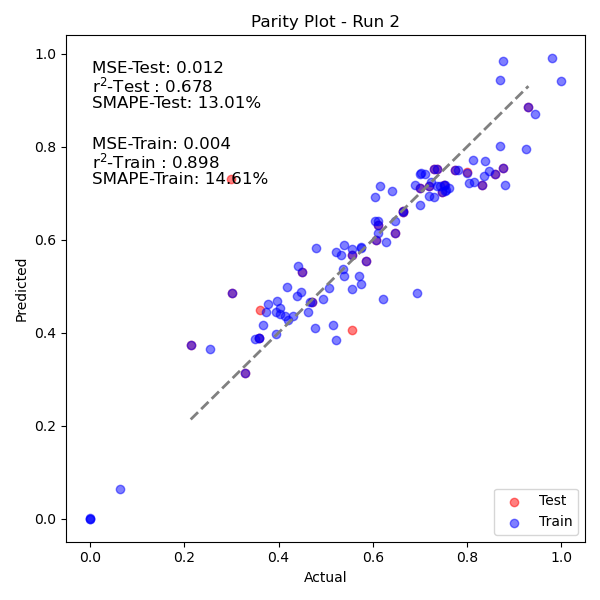 Parity Plot - Run 2
MSE-Test: 0.012
r²-Test : 0.678
SMAPE-Test: 13.01%
MSE-Train: 0.004
r²-Train : 0.898
SMAPE-Train: 14.61%
1.0
0.8
0.6
0.4
0.2
0.0
Predicted
0.0 0.2 0.4 0.6 0.8 1.0
Actual
Test
Train